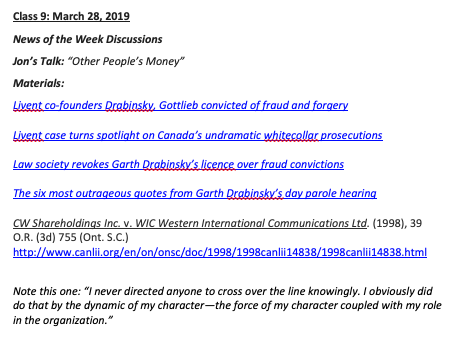 Class 9: March 28, 2019
News of the Week Discussions
Jon's Talk: "Other People's Money"
Materials:
Livent co-founders Drabinsky, Gottlieb convicted of fraud and forgery
Livent case turns spotlight on Canada's undramatic whitecollar prosecutions
Law society revokes Garth Drabinsky's licence over fraud convictions
The six most outrageous quotes from Garth Drabinsky's day parole hearing
CW Shareholdings Inc. v. WIC Western International Communications Ltd. (1998), 39
O.R. (3d) 755 (Ont. S.C.)
http://www.canlii.org/en/on/onsc/doc/1998/1998canlii14838/1998canlii14838.html
Note this one: "I never directed anyone to cross over the line knowingly. I obviously did
do that by the dynamic of my character—the force of my character coupled with my role
in the organization."